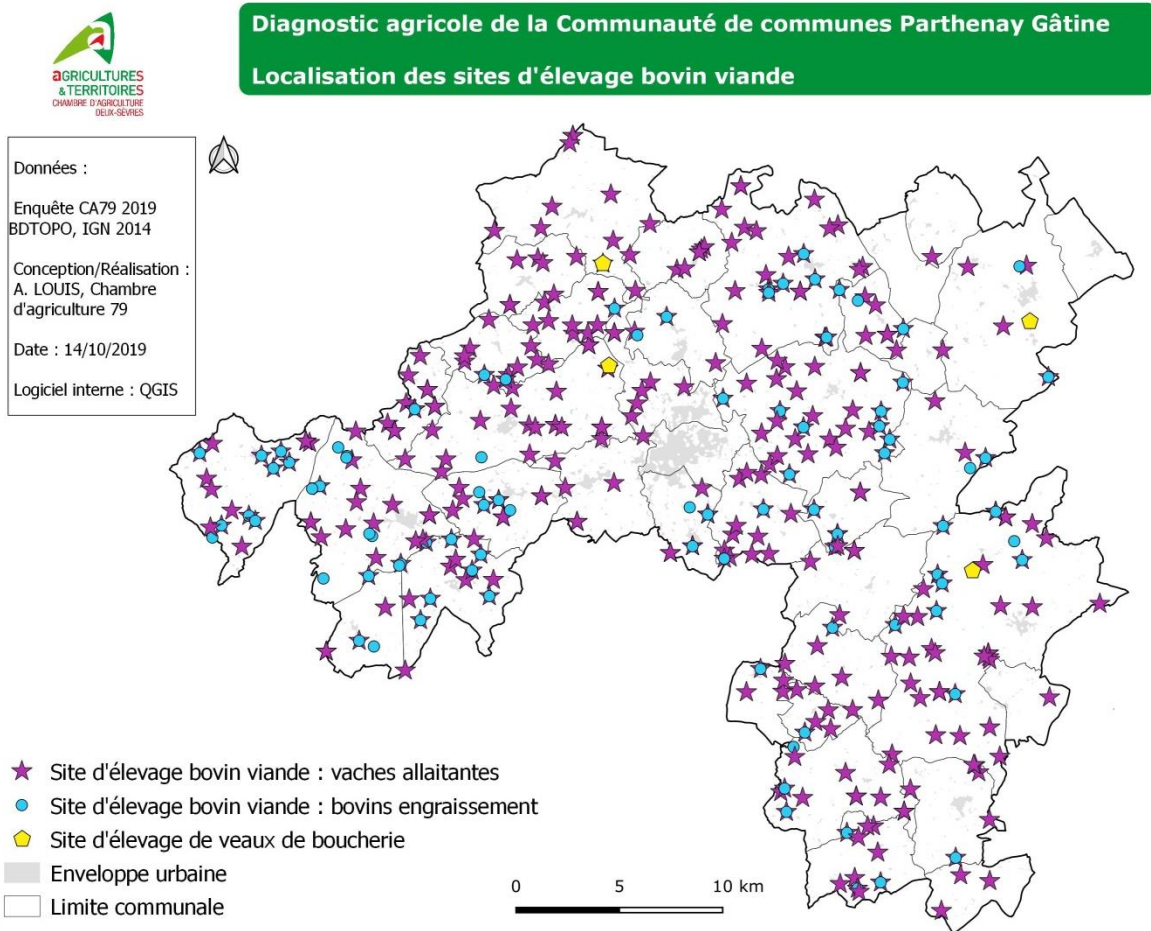 Diagnostic agricole de la Communauté de communes Parthenay Gâtine
Localisation des sites d'élevage bovin viande
aGRICULTURES
& TERRITOIRES
CHAMBRE D'AGRICULTURE
DEUX-SÈVRES
Données :
Enquête CA79 2019
BDTOPO, IGN 2014
Conception/Réalisation :
A. LOUIS, Chambre
d'agriculture 79
Date : 14/10/2019
Logiciel interne : QGIS
Site d'élevage bovin viande : vaches allaitantes
Site d'élevage bovin viande : bovins engraissement
Site d'élevage de veaux de boucherie
Enveloppe urbaine
Limite communale
0 5 10 km